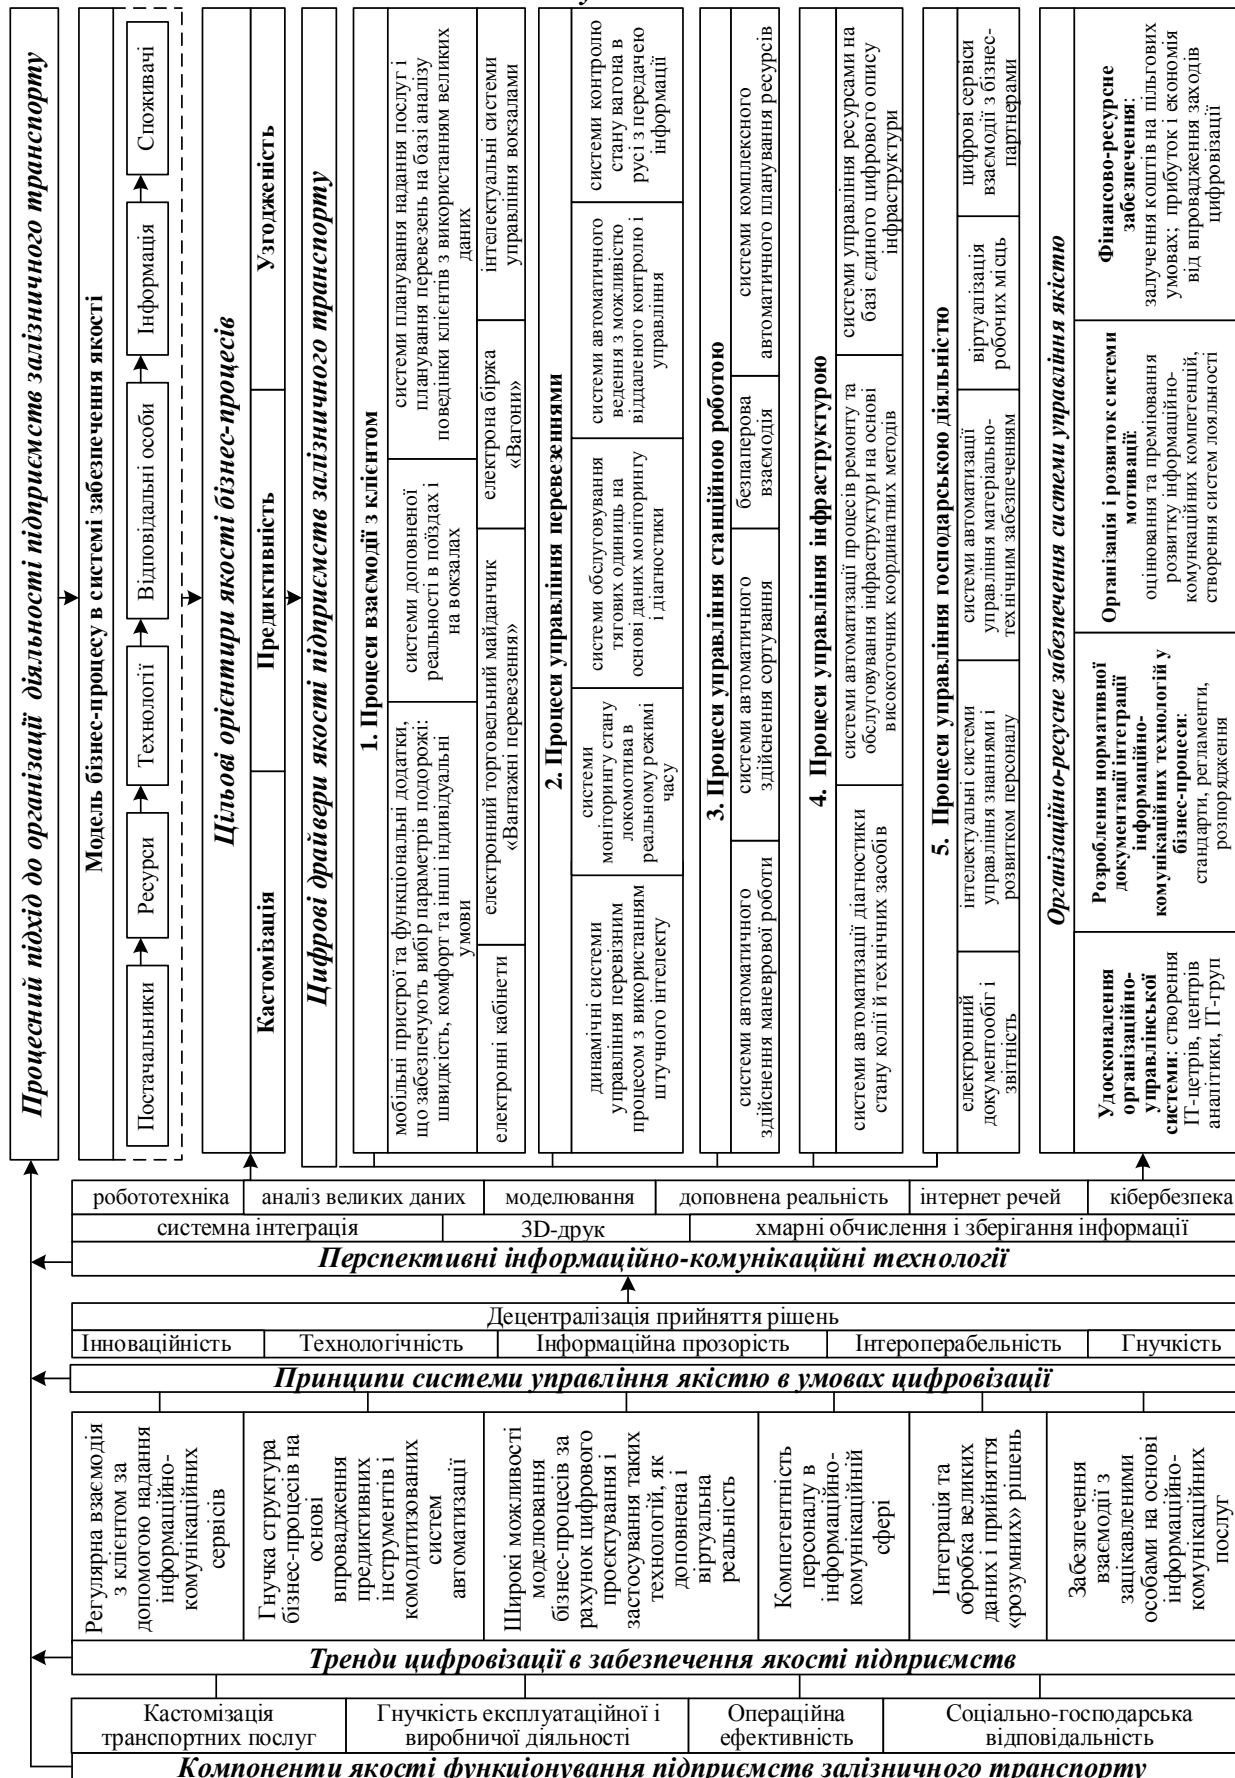 Процесний підхід до організації діяльності підприємств залізничного транспорту
Модель бізнес-процесу в системі забезпечення якості
Постачальники
Ресурси
Технології
Відповідальні особи
Інформація
Споживачі
Цільові орієнтири якості бізнес-процесів
Кастомізація
Предиктивність
Узгодженість
Цифрові драйвери якості підприємств залізничного транспорту
1. Процеси взаємодії з клієнтом
мобільні пристрої та функціональні додатки,
що забезпечують вибір параметрів подорожі:
швидкість, комфорт та інші індивідуальні
умови
системи доповненої
реальності в поїздах і
на вокзалах
системи планування надання послуг і
планування перевезень на базі аналізу
поведінки клієнтів з використанням великих
даних
електронні кабінети
електронний торговельний майданчик
«Вантажні перевезення»
електрона біржа
«Вагони»
інтелектуальні системи
управління вокзалами
2. Процеси управління перевезеннями
динамічні системи
управління перевізним
процесом з використанням
штучного інтелекту
системи
моніторингу стану
локомотива в
реальному режимі
часу
системи обслуговування
тягових одиниць на
основі даних моніторингу
і діагностики
системи автоматичного
ведення з можливістю
віддаленого контролю і
управління
системи контролю
стану вагона в
русі з передачею
інформації
3. Процеси управління станційною роботою
системи автоматичного
здійснення маневрової роботи
системи автоматичного
здійснення сортування
безпаперова
взаємодія
системи комплексного
автоматичного планування ресурсів
4. Процеси управління інфраструктурою
системи автоматизації діагностики
стану колії й технічних засобів
системи автоматизації процесів ремонту та
обслуговування інфраструктури на основі
високоточних координатних методів
системи управління ресурсами на
базі єдиного цифрового опису
інфраструктури
5. Процеси управління господарською діяльністю
електронний
документообіг і
звітність
інтелектуальні системи
управління знаннями і
розвитком персоналу
системи автоматизації
управління матеріально-
технічним забезпеченням
віртуалізація
робочих місць
цифрові сервіси
взаємодії з бізнес-
партнерами
Організаційно-ресурсне забезпечення системи управління якістю
Удосконалення
організаційно-
управлінської
системи: створення
ІТ-цетрів, центрів
аналітики, ІТ-груп
Розроблення нормативної
документації інтеграції
інформаційно-
комунікаційних технологій у
бізнес-процеси:
стандарти, регламенти,
розпорядження
Організація і розвиток системи
мотивації:
оцінювання та преміювання
розвитку інформаційно-
комунікаційних компетенцій,
створення систем лояльності
Фінансово-ресурсне
забезпечення:
залучення коштів на пільгових
умовах; прибуток і економія
від впровадження заходів
цифровізації
робототехніка
аналіз великих даних
моделювання
доповнена реальність
інтернет речей
кібербезпека
системна інтеграція
3D-друк
хмарні обчислення і зберігання інформації
Перспективні інформаційно-комунікаційні технології
Децентралізація прийняття рішень
Інноваційність
Технологічність
Інформаційна прозорість
Інтероперабельність
Гнучкість
Принципи системи управління якістю в умовах цифровізації
Регулярна взаємодія
з клієнтом за
допомогою надання
інформаційно-
комунікаційних
сервісів
Гнучка структура
бізнес-процесів на
основі
впровадження
предиктивних
інструментів і
комодитизованих
систем
автоматизації
Широкі можливості
моделювання
бізнес-процесів за
рахунок цифрового
проєктування і
застосування таких
технологій, як
доповнена і
віртуальна
реальність
Компетентність
персоналу в
інформаційно-
комунікаційній
сфері
Інтеграція та
обробка великих
даних і прийняття
«розумних» рішень
Забезпечення
взаємодії з
зацікавленими
особами на основі
інформаційно-
комунікаційних
послуг
Тренди цифровізації в забезпечення якості підприємств
Кастомізація
транспортних послуг
Гнучкість експлуатаційної і
виробничої діяльності
Операційна
ефективність
Соціально-господарська
відповідальність
Компоненти якості функціонування підприємств залізничного транспорту